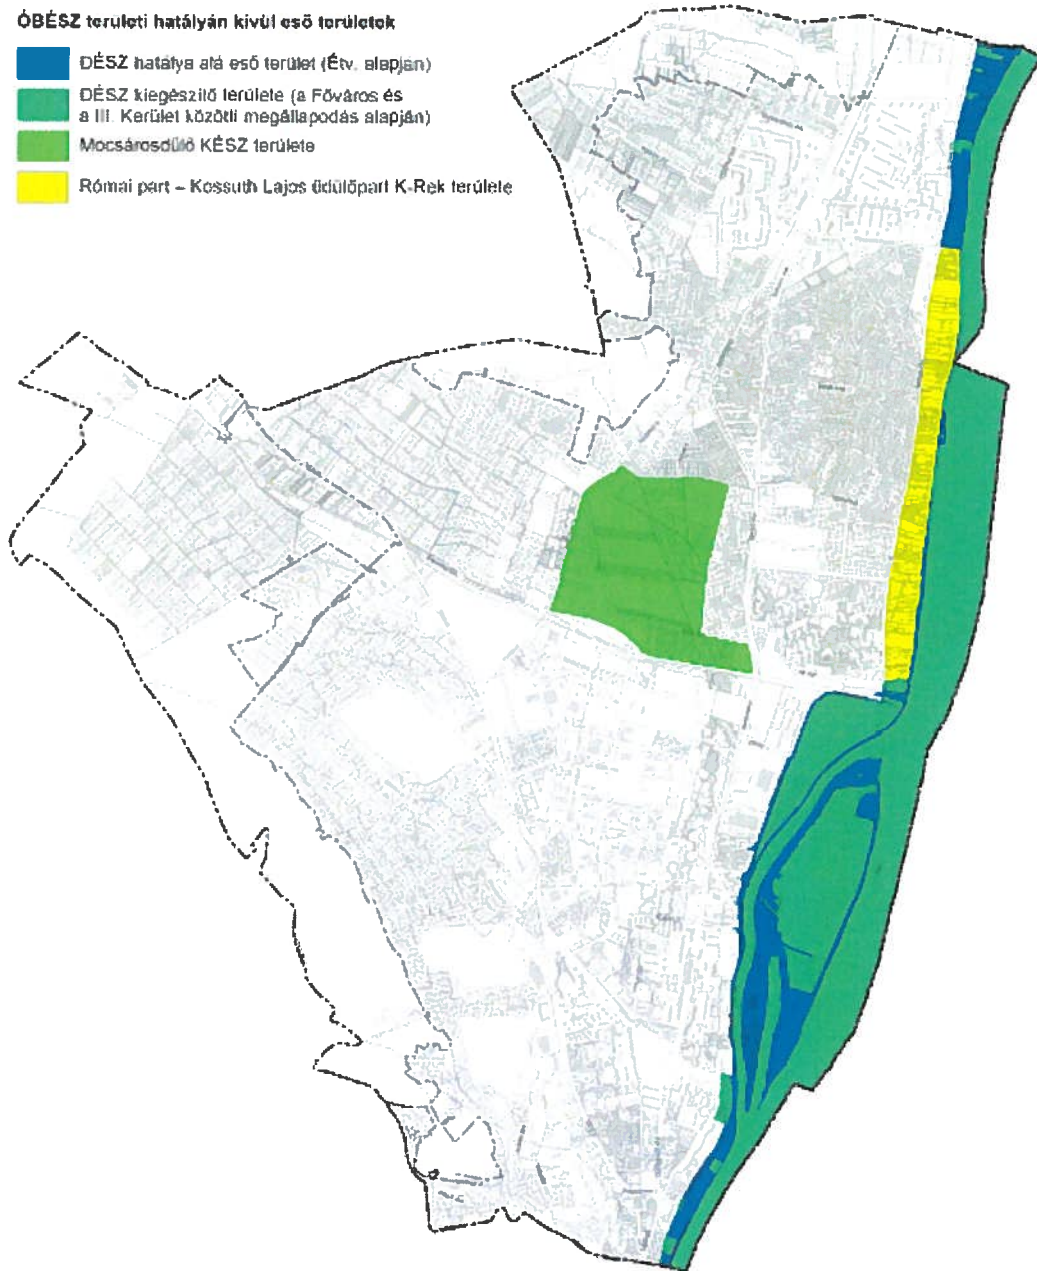 ÓBÉSZ területi hatályán kívül eső területek
DÉSZ hatálya alá eső terület (Étv. alapján)
DÉSZ kiegészítő területe (a Főváros és
a III. Kerület közötti megállapodás alapján)
Mocsárosdűlő KÉSZ területe
Római part – Kossuth Lajos üdülőpart K-Rek területe